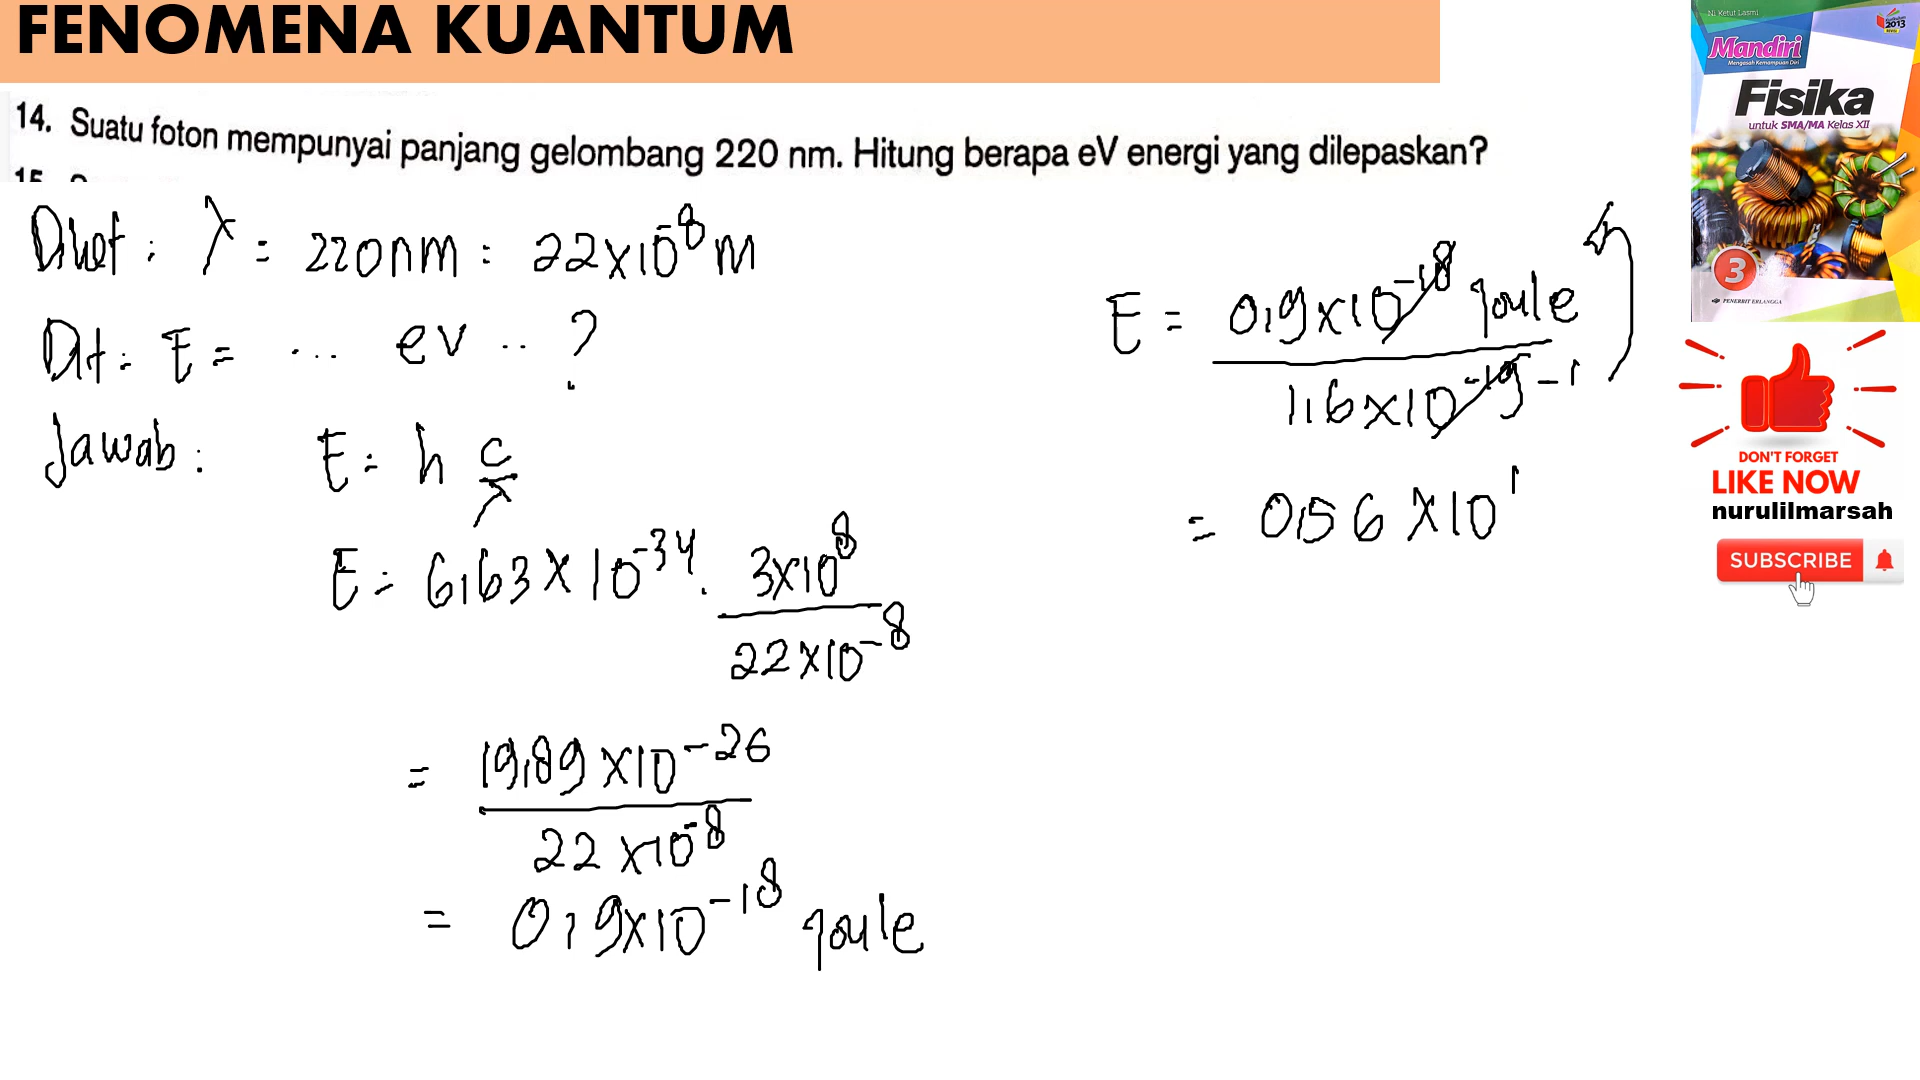 FENOMENA KUANTUM
14. Suatu foton mempunyai panjang gelombang 220 nm. Hitung berapa eV energi yang dilepaskan?
15.
Diket : λ = 220nm = 22x10⁻⁸ m
Dit : E = ... ev .. ?
Jawab : E = h c/λ
E = 6,63 x 10⁻³⁴ . 3x10⁸ / 22x10⁻⁸
= 19,89 x10⁻²⁶ / 22 x10⁻⁸
= 0,9x10⁻¹⁸ joule
E = 0,9x10⁻¹⁸ joule / 1,6x10⁻¹⁹ -1
= 0,56 x10¹
Ni Ketut Lasmi
2013
Mandiri
Mengasah Kemampuan Diri
Fisika
untuk SMA/MA Kelas XII
3
PENERBIT ERLANGGA
DON'T FORGET
LIKE NOW
nurulilmarsah
SUBSCRIBE